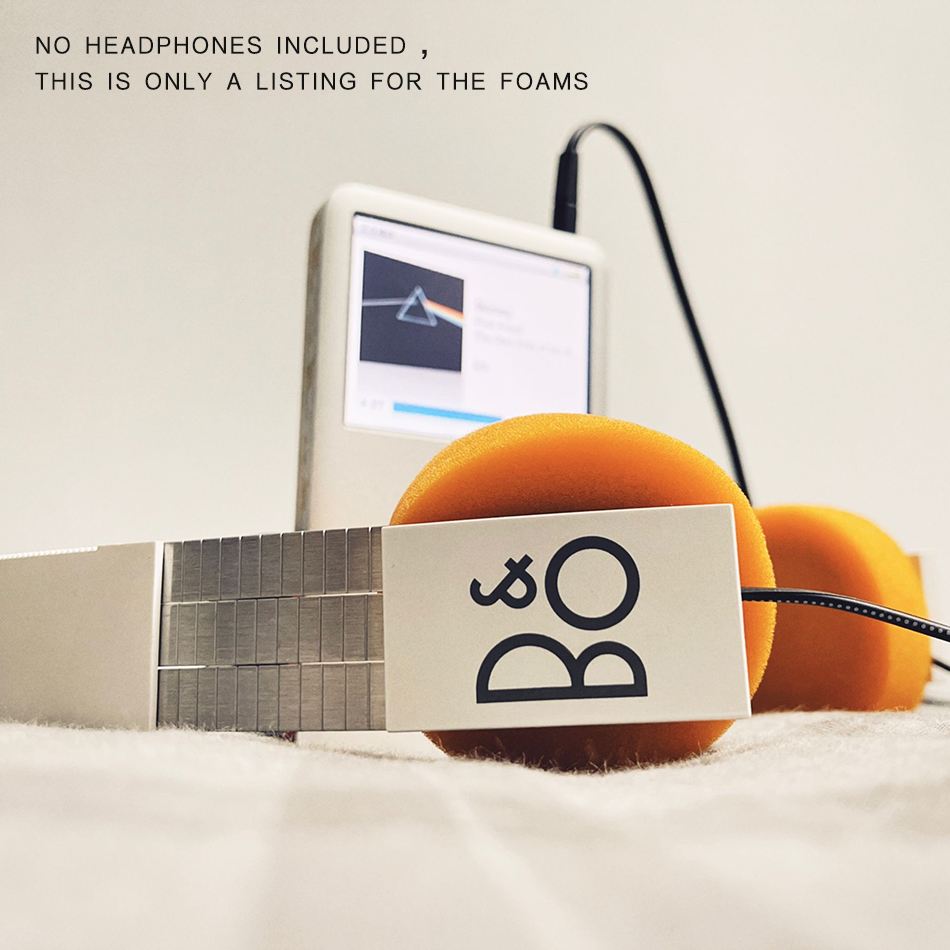 NO HEADPHONES INCLUDED ,
THIS IS ONLY A LISTING FOR THE FOAMS
B&O